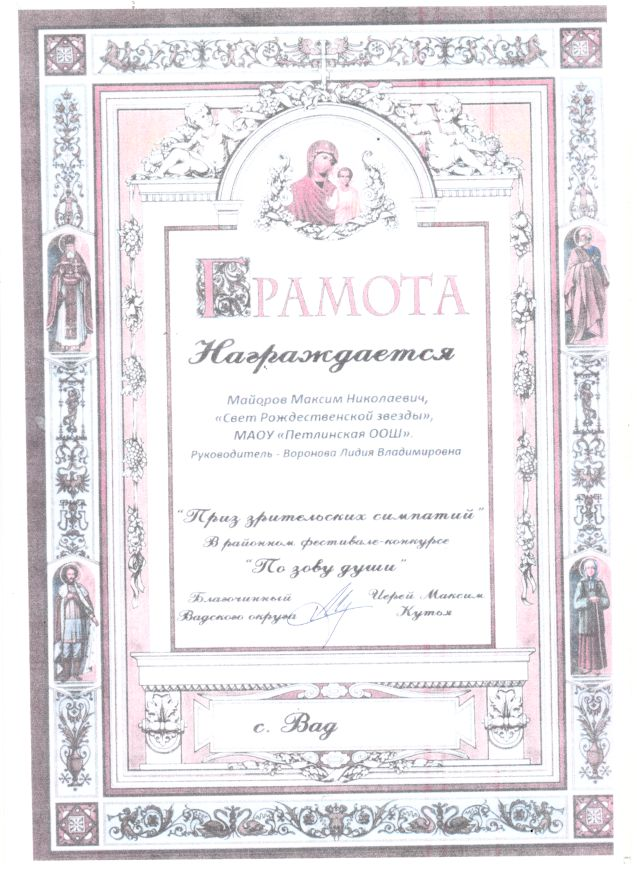 ГРАМОТА
Награждается
Майоров Максим Николаевич,
«Свет Рождественской звезды»,
МАОУ «Петлинская ООШ».
Руководитель - Воронова Лидия Владимировна
"Приз зрительских симпатий"
В районном фестивале-конкурсе
"По зову души"
Благочинный
Вадского округа
Иерей Максим
Кутья
с. Вад